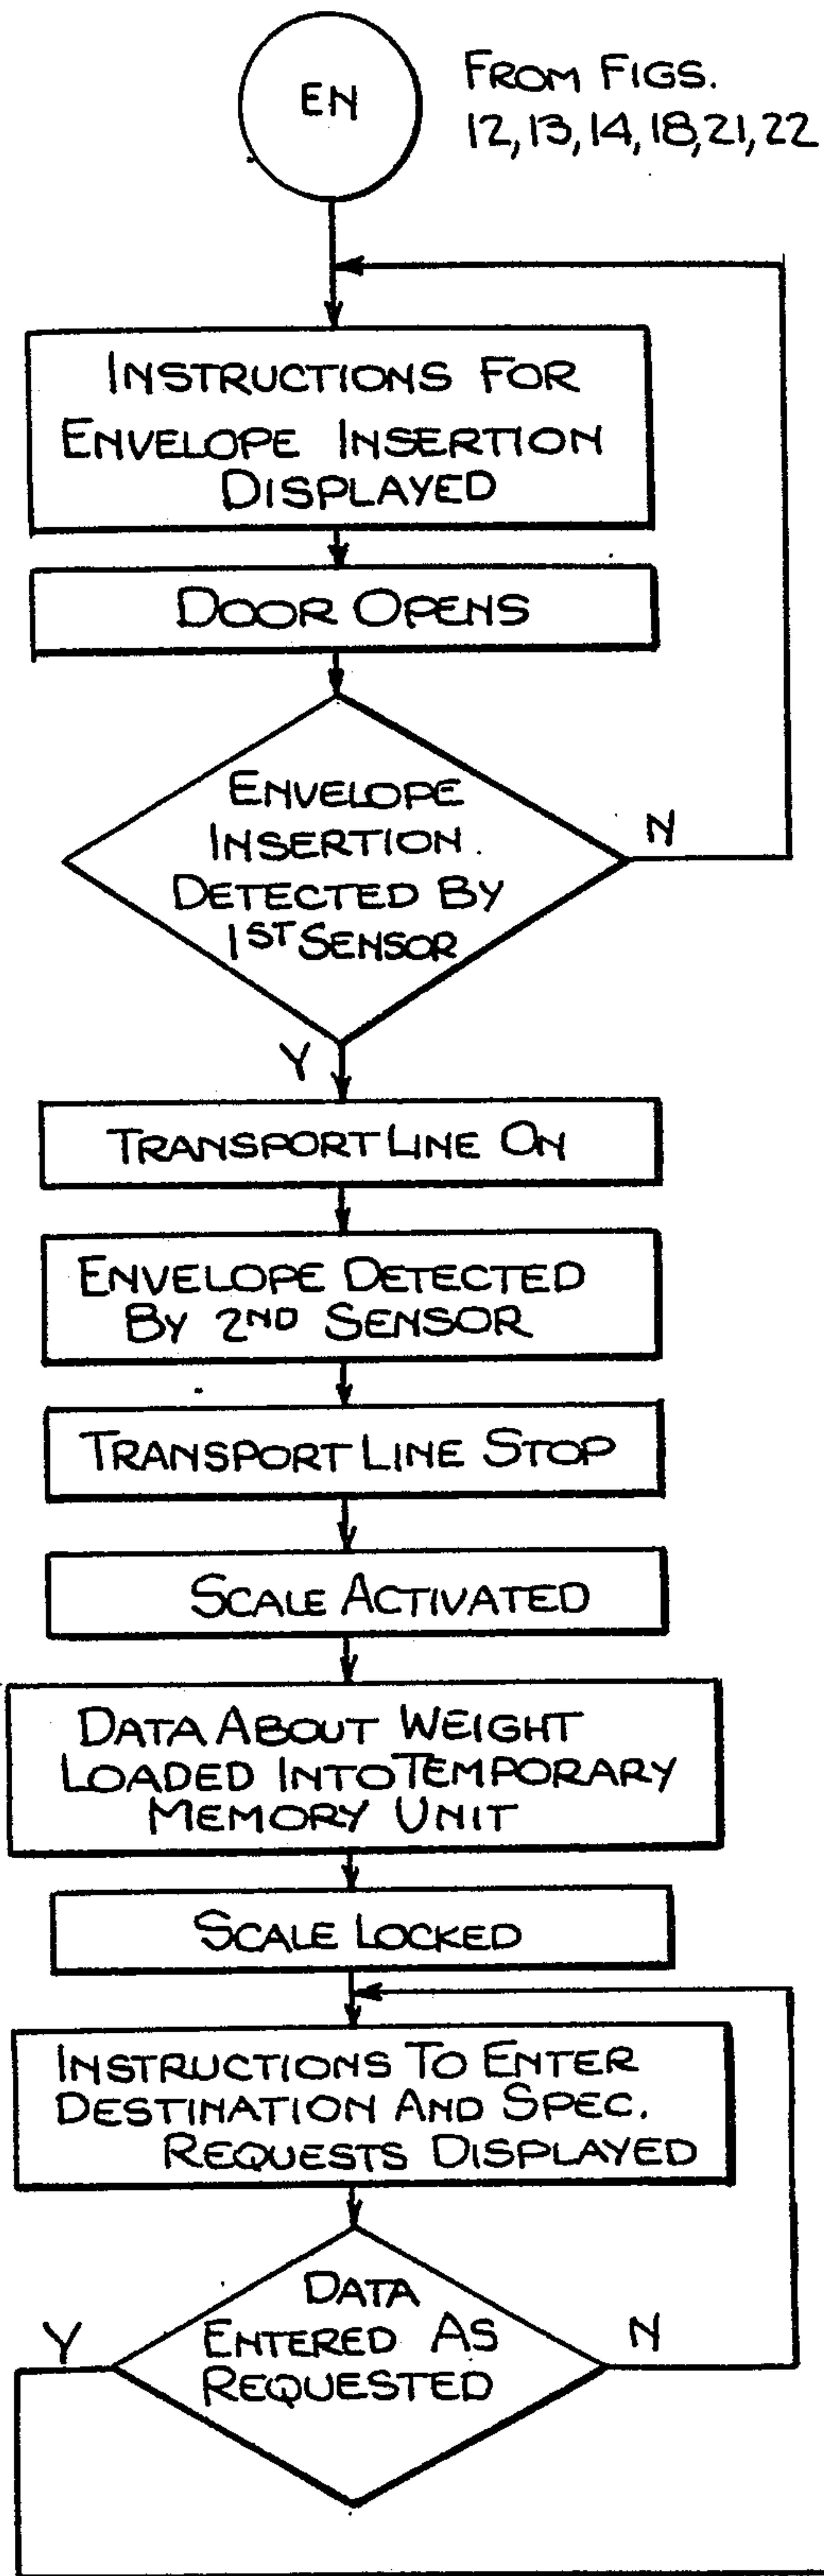 EN
FROM FIGS.
12, 13, 14, 18, 21, 22
INSTRUCTIONS FOR
ENVELOPE INSERTION
DISPLAYED
DOOR OPENS
ENVELOPE
INSERTION
DETECTED BY
1ST SENSOR
N
Y
TRANSPORT LINE ON
ENVELOPE DETECTED
BY 2ND SENSOR
TRANSPORT LINE STOP
SCALE ACTIVATED
DATA ABOUT WEIGHT
LOADED INTO TEMPORARY
MEMORY UNIT
SCALE LOCKED
INSTRUCTIONS TO ENTER
DESTINATION AND SPEC.
REQUESTS DISPLAYED
DATA
ENTERED AS
REQUESTED
Y
N